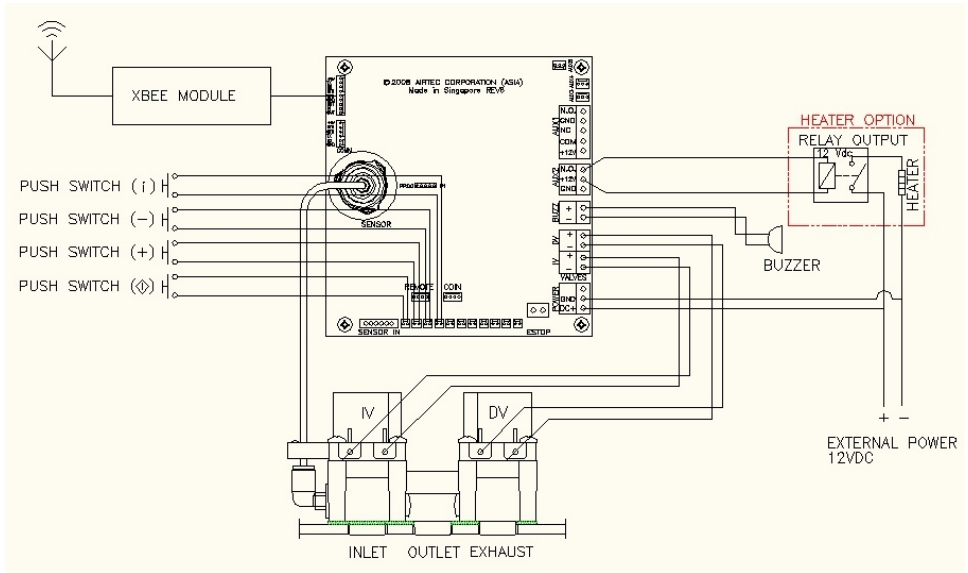 © 2008 AIRTEC CORPORATION (ASIA)
Made in Singapore REV6
XBEE MODULE
HEATER OPTION
RELAY OUTPUT
12 Vdc
HEATER
AUX1
N.O.
GND
NC
COM
+12V
AUX2
N.O.
+12V
GND
BUZZ
+
−
DV
+
−
IV
+
−
VALVES
POWER
GND
DC+
PUSH SWITCH (i)
PUSH SWITCH (−)
PUSH SWITCH (+)
PUSH SWITCH
SENSOR
BUZZER
REMOTE
COIN
SENSOR IN
ESTOP
IV
DV
+ −
EXTERNAL POWER
12VDC
INLET
OUTLET
EXHAUST